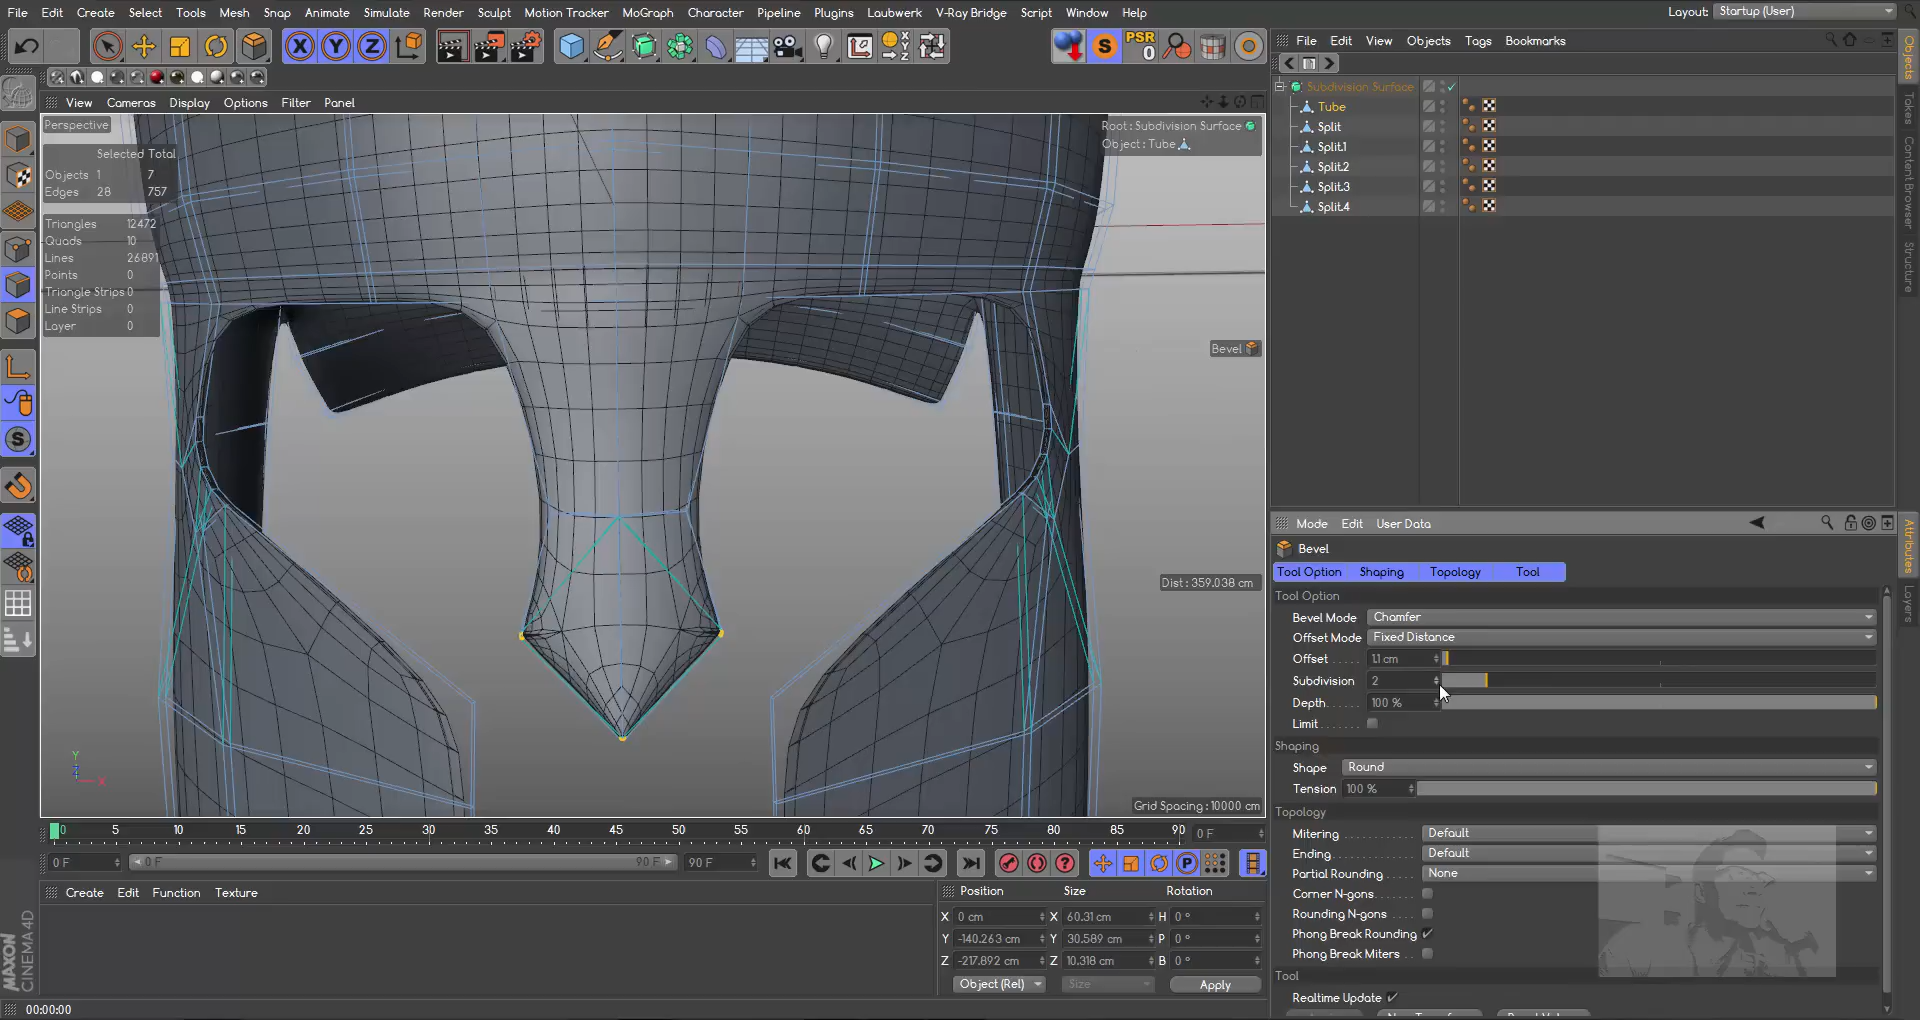 File Edit Create Select Tools Mesh Snap Animate Simulate Render Sculpt Motion Tracker MoGraph Character Pipeline Plugins Laubwerk V-Ray Bridge Script Window Help
Layout: Startup (User)
X Y Z
S PSR 0
File Edit View Objects Tags Bookmarks
View Cameras Display Options Filter Panel
Subdivision Surface
Tube
Split
Split.1
Split.2
Split.3
Split.4
Objects
Takes
Content Browser
Structure
Perspective
Selected Total
Objects 1 7
Edges 28 757
Triangles 12472
Quads 10
Lines 26891
Points 0
Triangle Strips 0
Line Strips 0
Layer 0
Root : Subdivision Surface
Object : Tube
Bevel
Dist : 359.038 cm
Grid Spacing : 10000 cm
Y
Z
X
Mode Edit User Data
Bevel
Tool Option Shaping Topology Tool
Tool Option
Bevel Mode Chamfer
Offset Mode Fixed Distance
Offset 1.1 cm
Subdivision 2
Depth 100 %
Limit
Shaping
Shape Round
Tension 100 %
Topology
Mitering Default
Ending Default
Partial Rounding None
Corner N-gons
Rounding N-gons
Phong Break Rounding
Phong Break Miters
Tool
Realtime Update
Attributes
Layers
0 5 10 15 20 25 30 35 40 45 50 55 60 65 70 75 80 85 90 0 F
0 F 0 F 90 F 90 F
P
Create Edit Function Texture
Position Size Rotation
X 0 cm X 60.31 cm H 0 °
Y -140.263 cm Y 30.589 cm P 0 °
Z -217.892 cm Z 10.318 cm B 0 °
Object (Rel) Size Apply
MAXON
CINEMA 4D
00:00:00